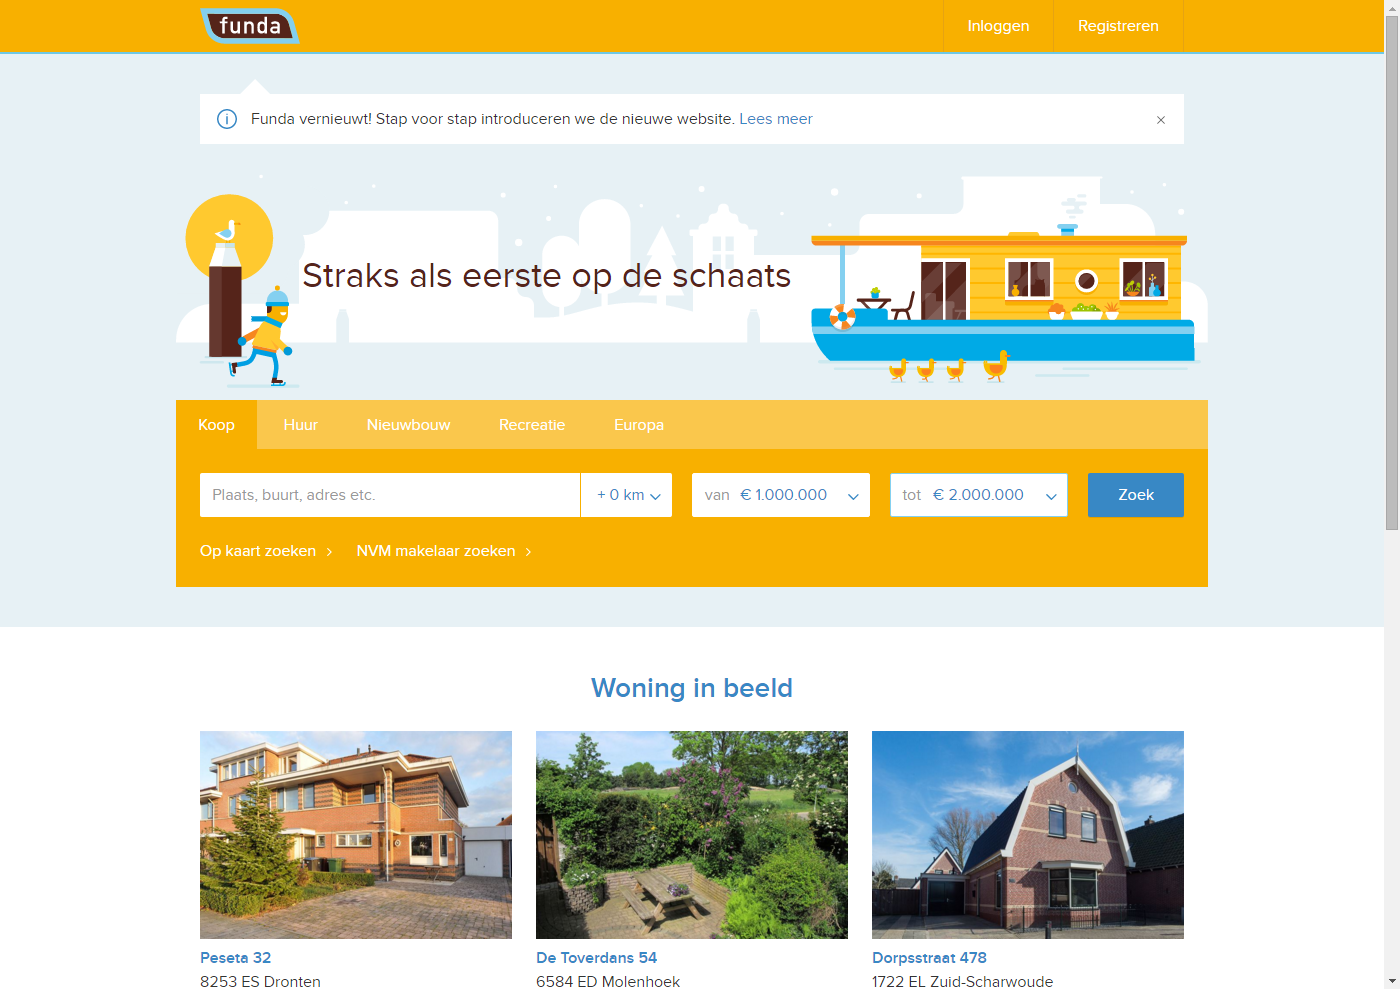 funda
Inloggen
Registreren
Funda vernieuwt! Stap voor stap introduceren we de nieuwe website. Lees meer
Straks als eerste op de schaats
Koop
Huur
Nieuwbouw
Recreatie
Europa
Plaats, buurt, adres etc.
+ 0 km
van € 1.000.000
tot € 2.000.000
Zoek
Op kaart zoeken
NVM makelaar zoeken
Woning in beeld
Peseta 32
8253 ES Dronten
De Toverdans 54
6584 ED Molenhoek
Dorpsstraat 478
1722 EL Zuid-Scharwoude